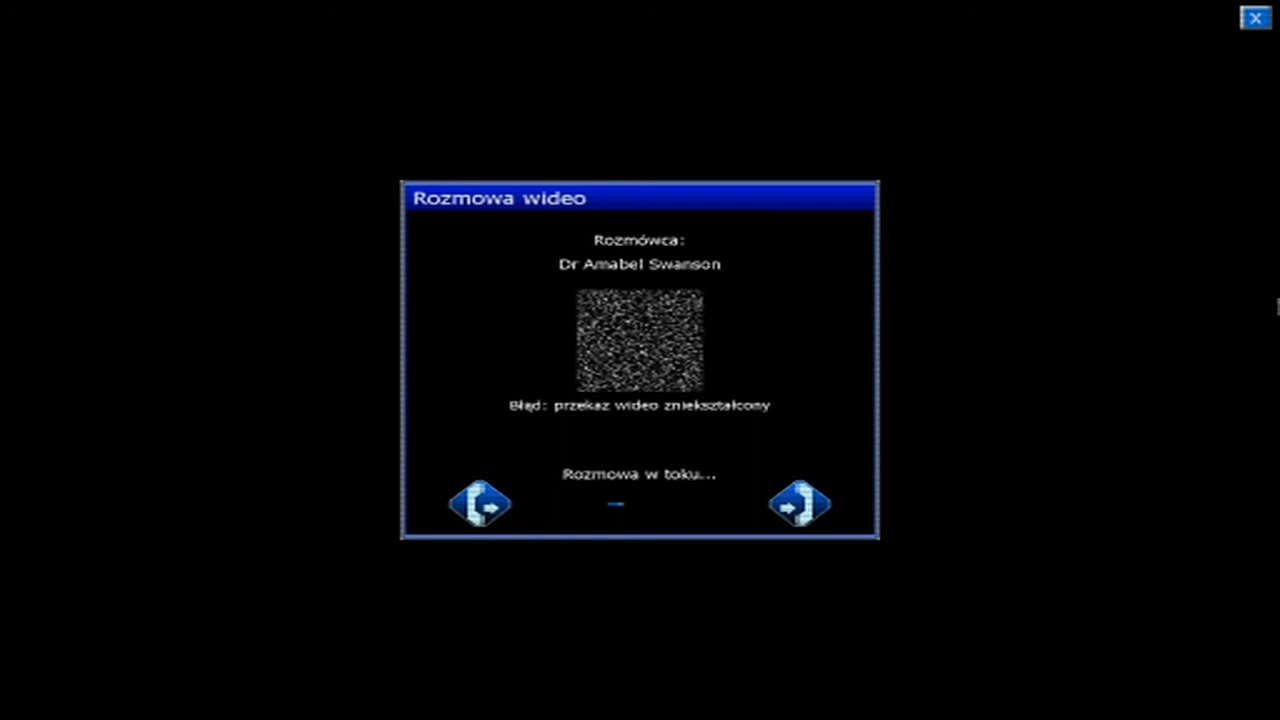 X
Rozmowa wideo
Rozmówca:
Dr Amabel Swanson
Błąd: przekaz wideo zniekształcony
Rozmowa w toku...